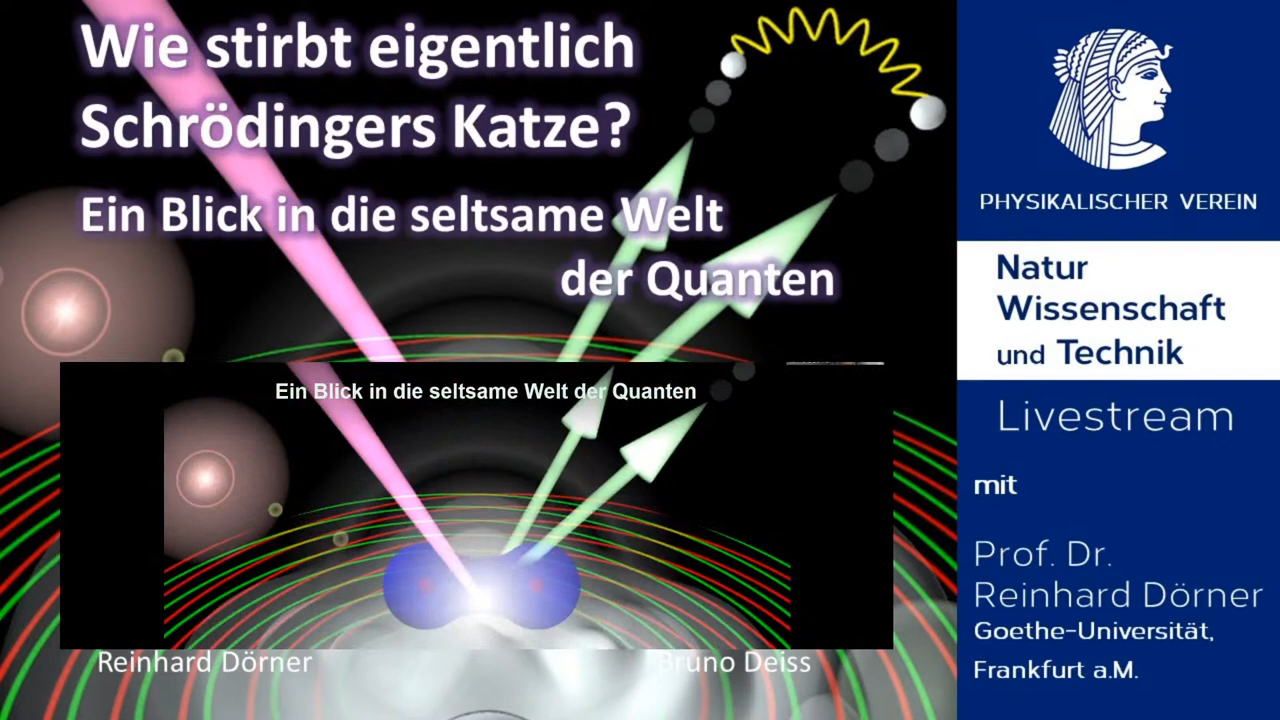 Wie stirbt eigentlich
Schrödingers Katze?
Ein Blick in die seltsame Welt
der Quanten
Ein Blick in die seltsame Welt der Quanten
Reinhard Dörner
Bruno Deiss
PHYSIKALISCHER VEREIN
Natur
Wissenschaft
und Technik
Livestream
mit
Prof. Dr.
Reinhard Dörner
Goethe-Universität,
Frankfurt a.M.